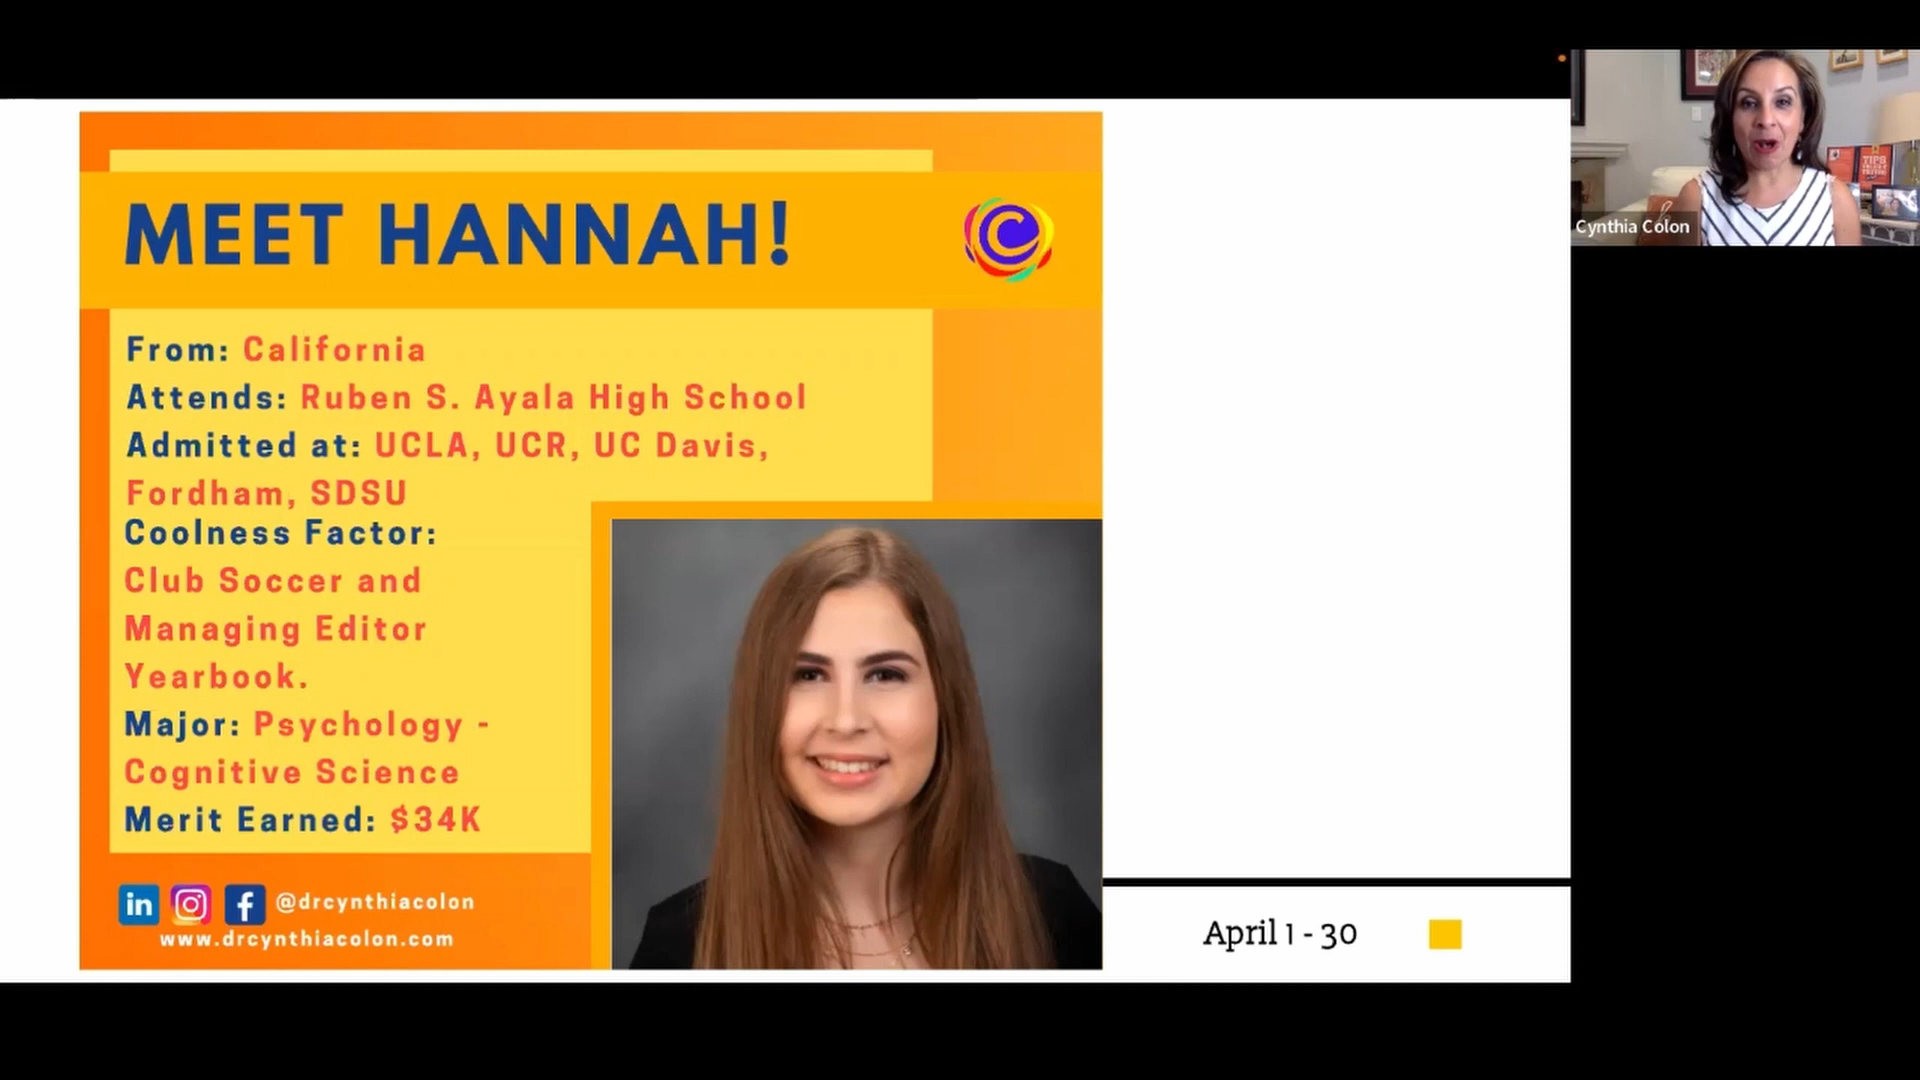 MEET HANNAH!
From: California
Attends: Ruben S. Ayala High School
Admitted at: UCLA, UCR, UC Davis,
Fordham, SDSU
Coolness Factor:
Club Soccer and
Managing Editor
Yearbook.
Major: Psychology -
Cognitive Science
Merit Earned: $34K
@drcynthiacolon
www.drcynthiacolon.com
April 1 - 30
Cynthia Colon
TIPS